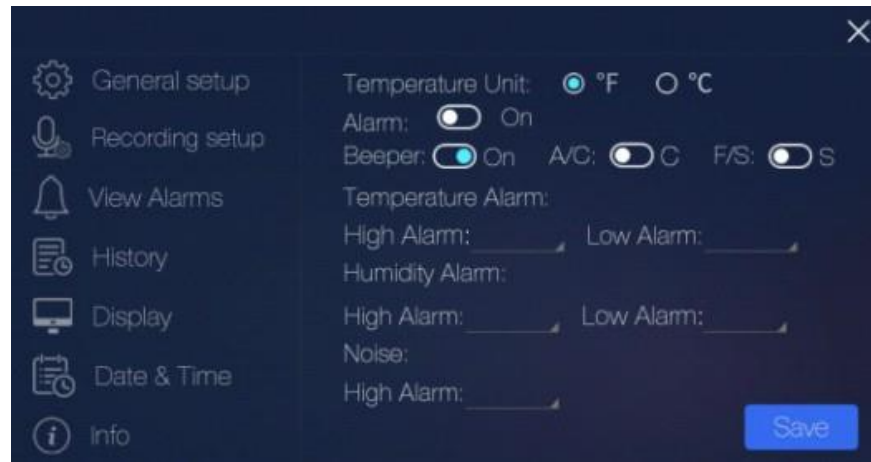 General setup
Recording setup
View Alarms
History
Display
Date & Time
Info
Temperature Unit: °F °C
Alarm: On
Beeper: On A/C: C F/S: S
Temperature Alarm:
High Alarm: Low Alarm:
Humidity Alarm:
High Alarm: Low Alarm:
Noise:
High Alarm:
Save